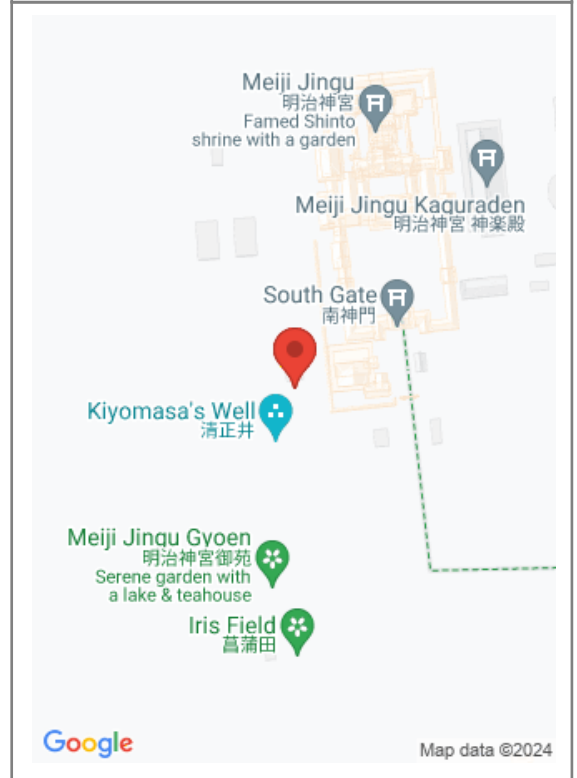 Meiji Jingu
明治神宮
Famed Shinto
shrine with a garden
Meiji Jingu Kaguraden
明治神宮 神楽殿
South Gate
南神門
Kiyomasa's Well
清正井
Meiji Jingu Gyoen
明治神宮御苑
Serene garden with
a lake & teahouse
Iris Field
菖蒲田
Google
Map data ©2024